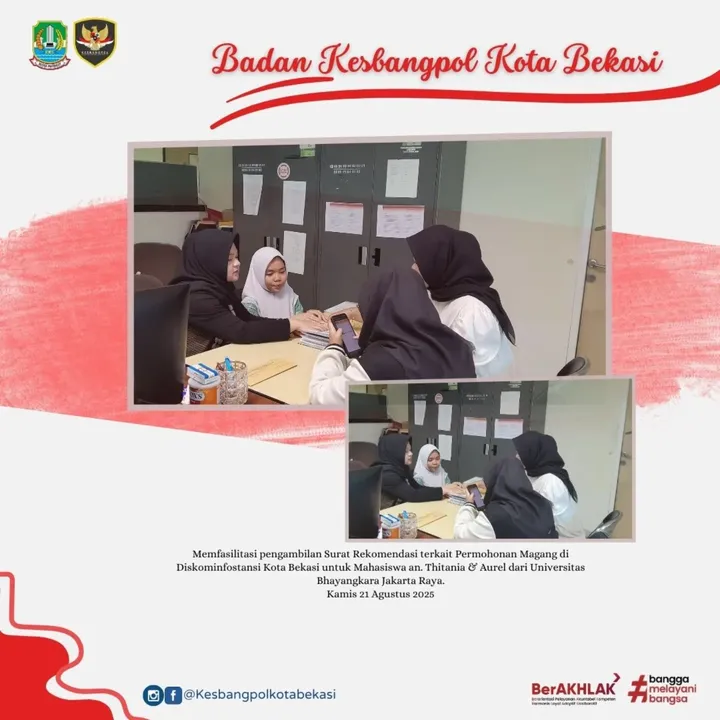 Badan Kesbangpol Kota Bekasi
Memfasilitasi pengambilan Surat Rekomendasi terkait Permohonan Magang di
Diskominfostansi Kota Bekasi untuk Mahasiswa an. Thitania & Aurel dari Universitas
Bhayangkara Jakarta Raya.
Kamis 21 Agustus 2025
@Kesbangpolkotabekasi
BerAKHLAK
#bangga
melayani
bangsa